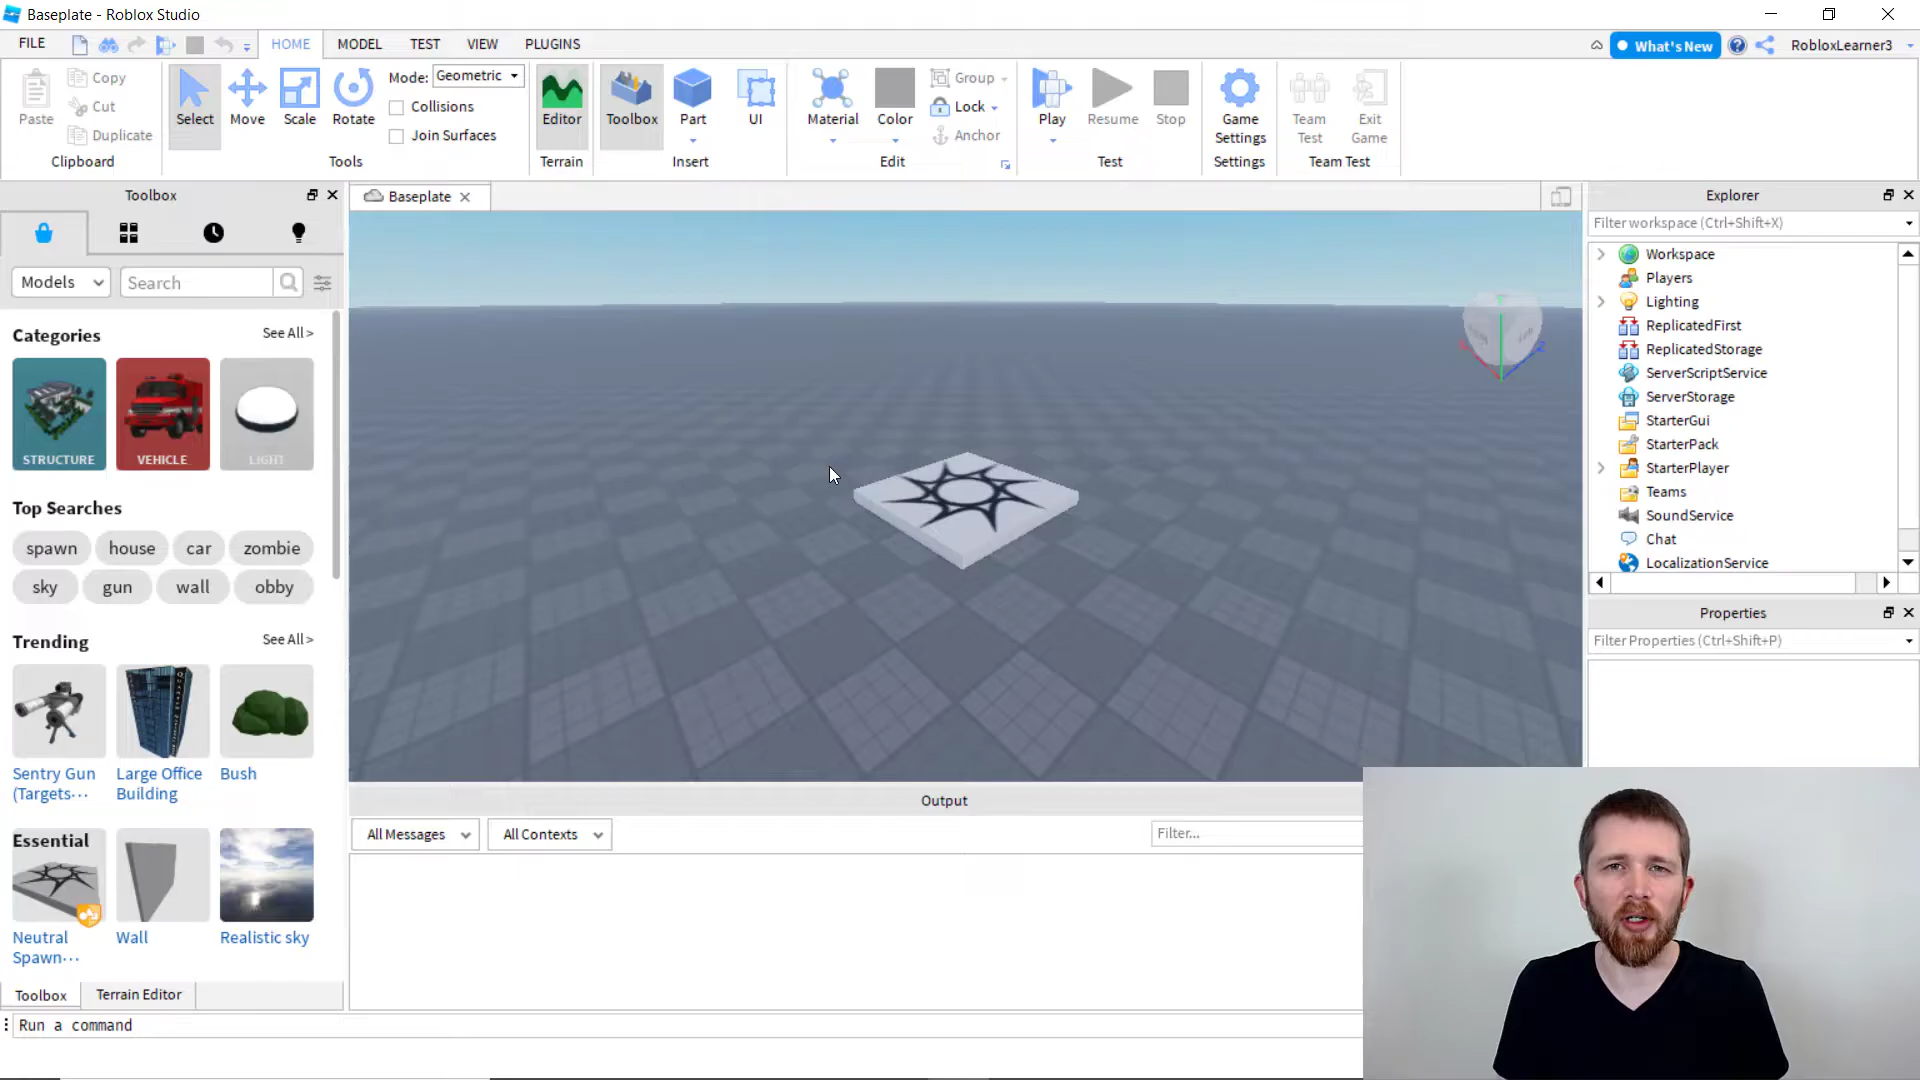 Baseplate - Roblox Studio
FILE HOME MODEL TEST VIEW PLUGINS What's New RobloxLearner3
Paste Copy Cut Duplicate
Clipboard
Select Move Scale Rotate Mode: Geometric
Collisions
Join Surfaces
Tools
Editor
Terrain
Toolbox Part UI
Insert
Material Color Group Lock Anchor
Edit
Play Resume Stop
Test
Game Settings
Settings
Team Test Exit Game
Team Test
Toolbox
Models Search
Categories See All >
STRUCTURE VEHICLE LIGHT
Top Searches
spawn house car zombie
sky gun wall obby
Trending See All >
Sentry Gun (Targets...
Large Office Building
Bush
Essential
Neutral Spawn...
Wall
Realistic sky
Toolbox Terrain Editor
Run a command
Baseplate
Output
All Messages All Contexts Filter...
Explorer
Filter workspace (Ctrl+Shift+X)
Workspace
Players
Lighting
ReplicatedFirst
ReplicatedStorage
ServerScriptService
ServerStorage
StarterGui
StarterPack
StarterPlayer
Teams
SoundService
Chat
LocalizationService
Properties
Filter Properties (Ctrl+Shift+P)